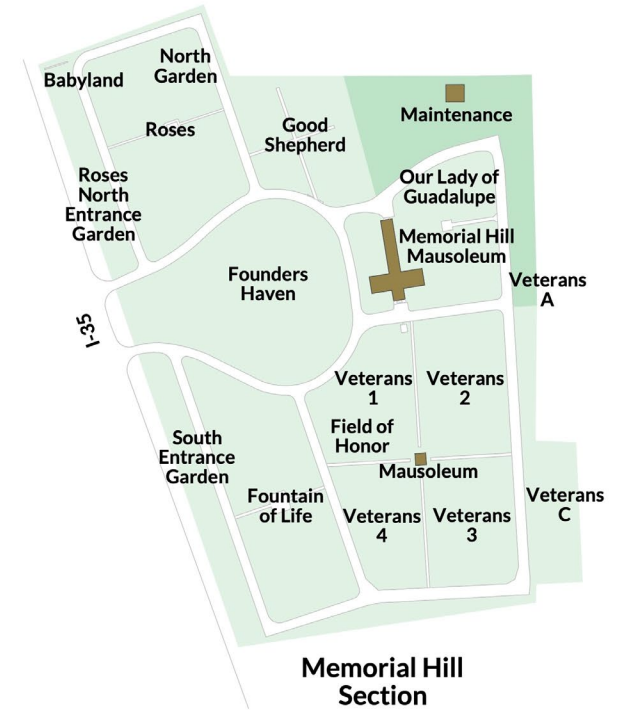 North
Garden
Babyland
Maintenance
Good
Shepherd
Roses
Roses
North
Entrance
Garden
Our Lady of
Guadalupe
Memorial Hill
Mausoleum
Founders
Haven
Veterans
A
I-35
Veterans
1
Veterans
2
Field of
Honor
South
Entrance
Garden
Mausoleum
Fountain
of Life
Veterans
4
Veterans
3
Veterans
C
Memorial Hill
Section